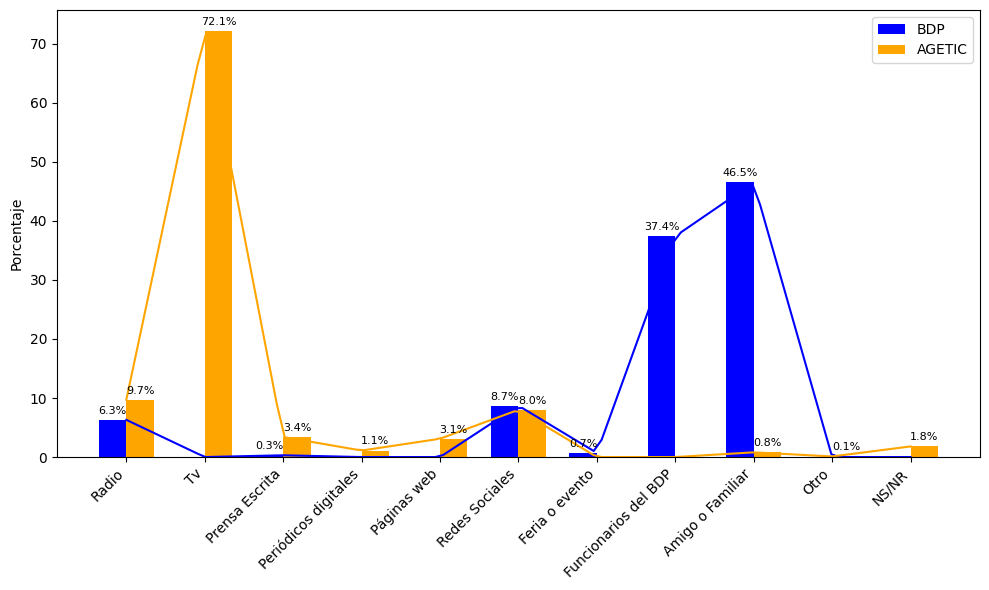 BDP
AGETIC
Porcentaje
70
60
50
40
30
20
10
0
6.3%
9.7%
72.1%
0.3%
3.4%
1.1%
3.1%
8.7%
8.0%
0.7%
37.4%
46.5%
0.8%
0.1%
1.8%
Radio
Tv
Prensa Escrita
Periódicos digitales
Páginas web
Redes Sociales
Feria o evento
Funcionarios del BDP
Amigo o Familiar
Otro
NS/NR